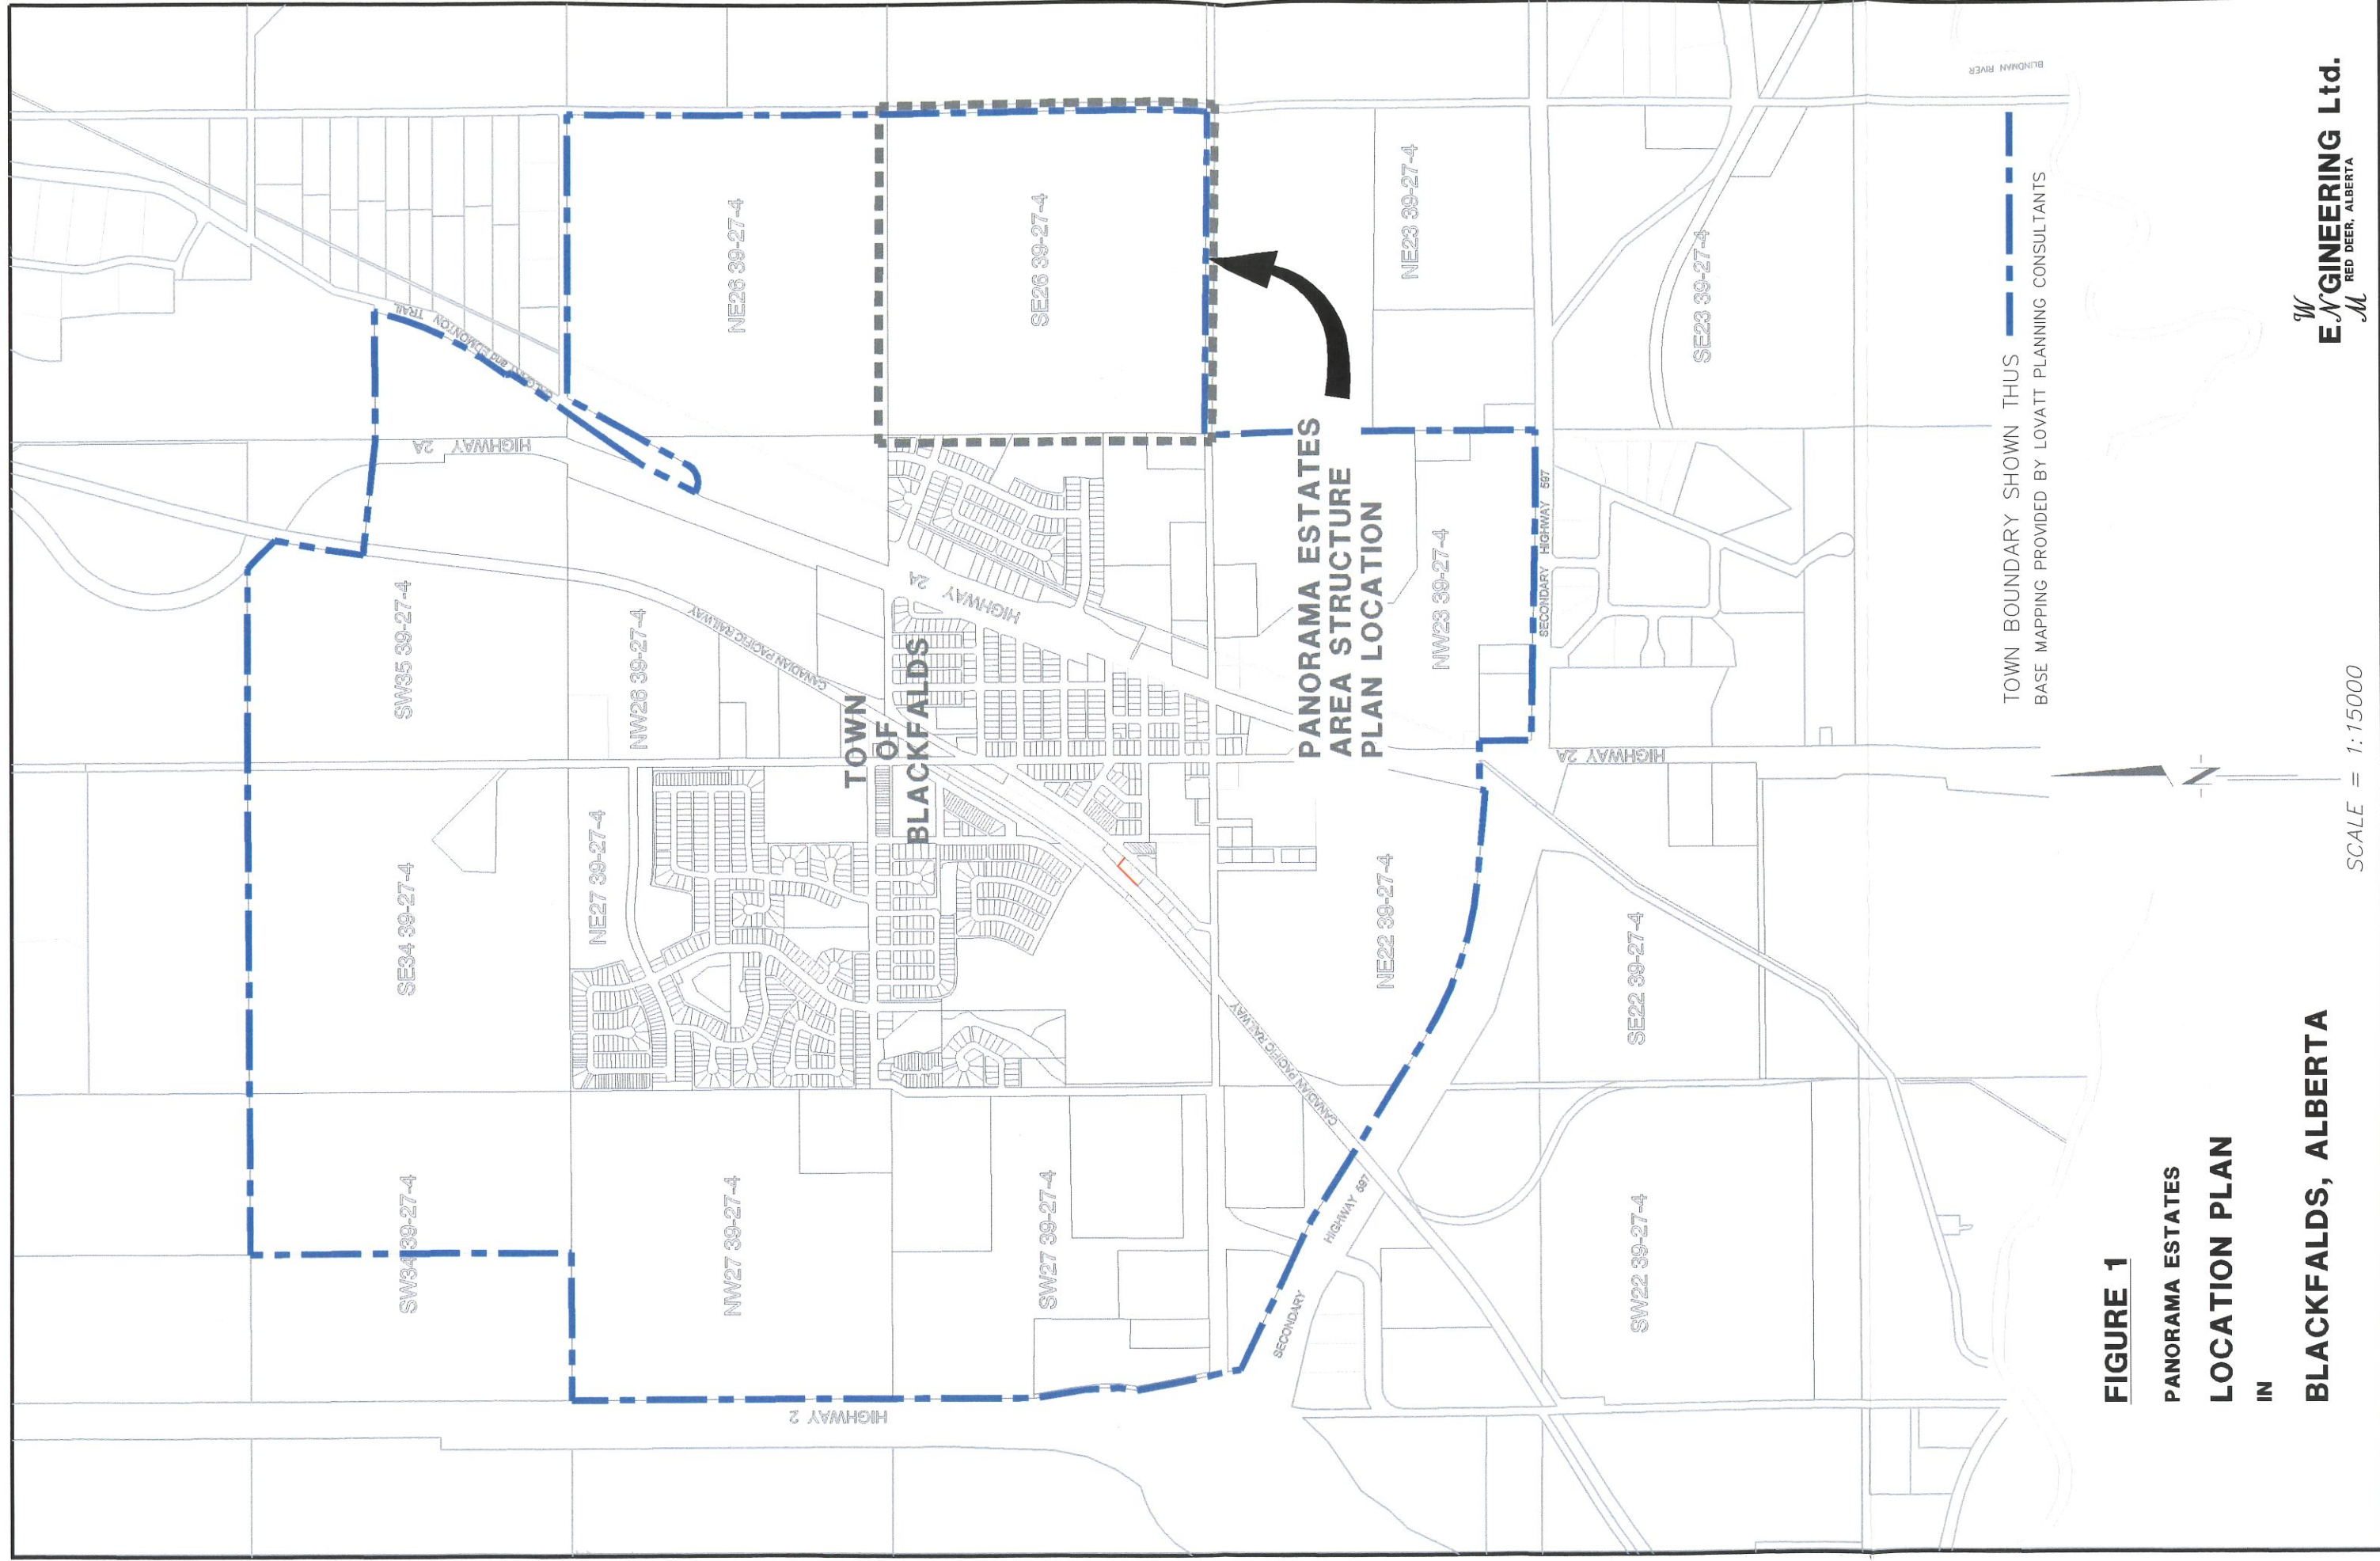 BLINDMAN RIVER
CALGARY and EDMONTON TRAIL
HIGHWAY 2A
NE26 39-27-4
SE26 39-27-4
NE23 39-27-4
SE23 39-27-4
SW35 39-27-4
NW26 39-27-4
CANADIAN PACIFIC RAILWAY
HIGHWAY 2A
TOWN
OF
BLACKFALDS
PANORAMA ESTATES
AREA STRUCTURE
PLAN LOCATION
NW23 39-27-4
SECONDARY HIGHWAY 597
HIGHWAY 2A
SE34 39-27-4
NE27 39-27-4
NE22 39-27-4
SE22 39-27-4
CANADIAN PACIFIC RAILWAY
SW34 39-27-4
NW27 39-27-4
SW27 39-27-4
SECONDARY HIGHWAY 597
SW22 39-27-4
HIGHWAY 2
TOWN BOUNDARY SHOWN THUS
BASE MAPPING PROVIDED BY LOVATT PLANNING CONSULTANTS
N
FIGURE 1
PANORAMA ESTATES
LOCATION PLAN
IN
BLACKFALDS, ALBERTA
SCALE = 1:15000
W
ENGINEERING Ltd.
M
RED DEER, ALBERTA